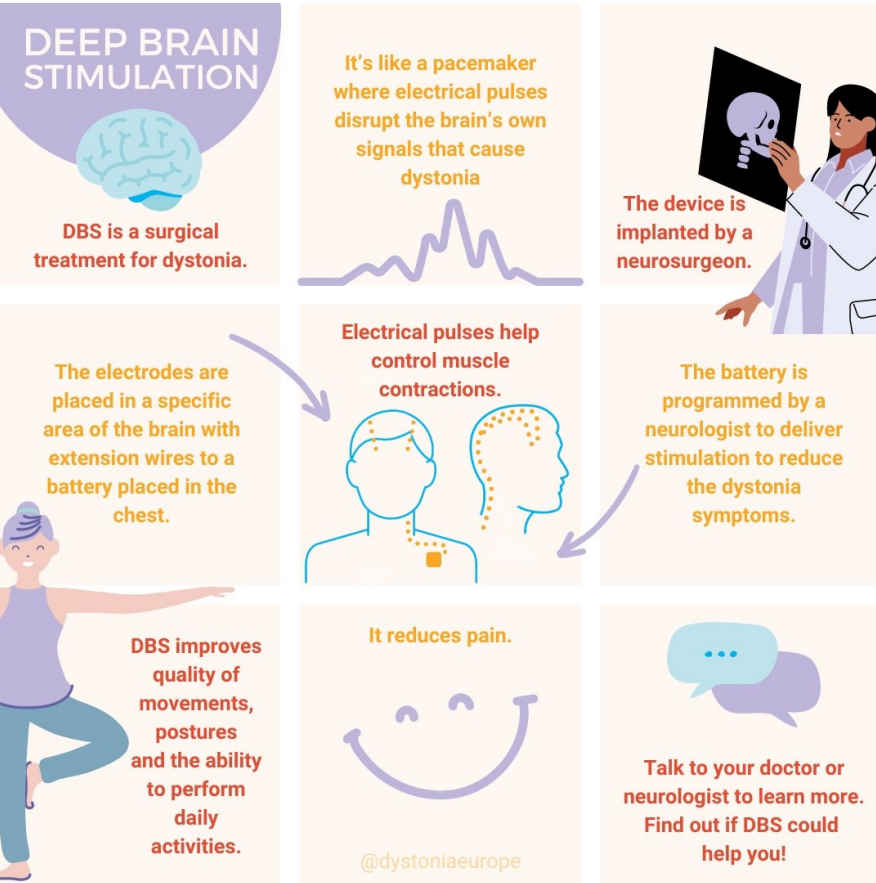 DEEP BRAIN
STIMULATION
DBS is a surgical
treatment for dystonia.
It's like a pacemaker
where electrical pulses
disrupt the brain's own
signals that cause
dystonia
The device is
implanted by a
neurosurgeon.
The electrodes are
placed in a specific
area of the brain with
extension wires to a
battery placed in the
chest.
Electrical pulses help
control muscle
contractions.
The battery is
programmed by a
neurologist to deliver
stimulation to reduce
the dystonia
symptoms.
DBS improves
quality of
movements,
postures
and the ability
to perform
daily
activities.
It reduces pain.
@dystoniaeurope
Talk to your doctor or
neurologist to learn more.
Find out if DBS could
help you!